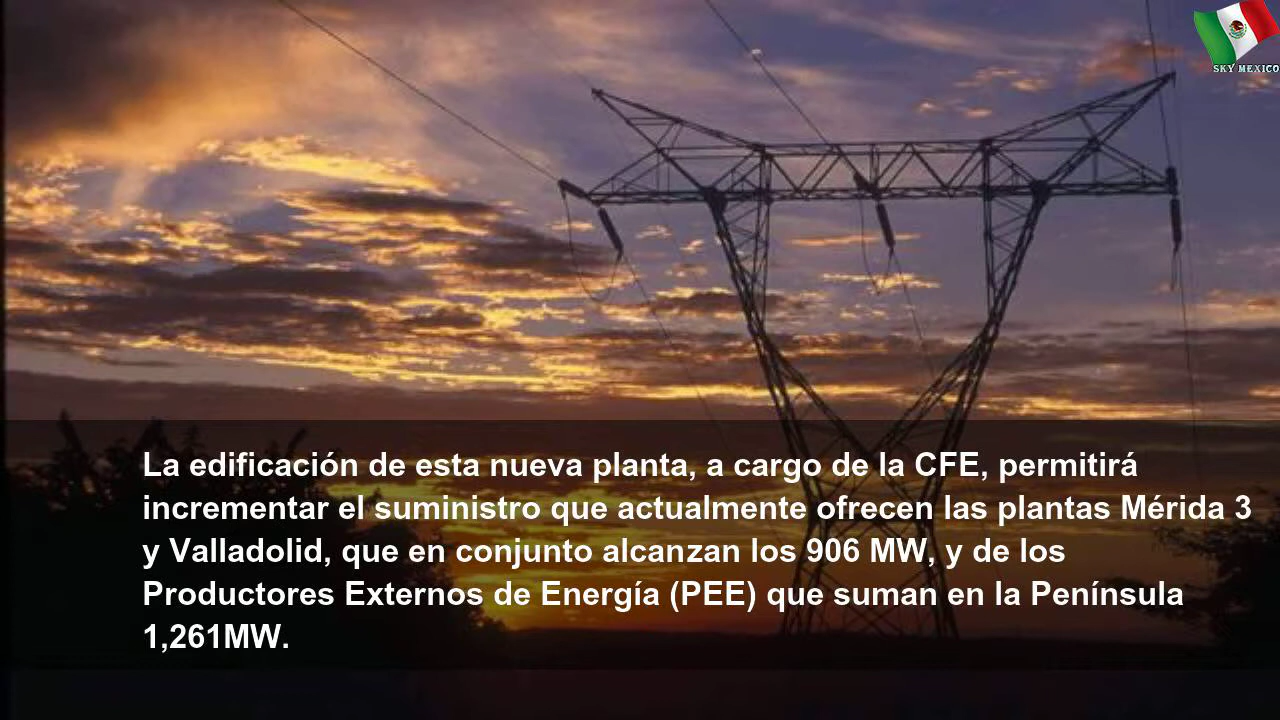 SKY MEXICO
La edificación de esta nueva planta, a cargo de la CFE, permitirá
incrementar el suministro que actualmente ofrecen las plantas Mérida 3
y Valladolid, que en conjunto alcanzan los 906 MW, y de los
Productores Externos de Energía (PEE) que suman en la Península
1,261MW.